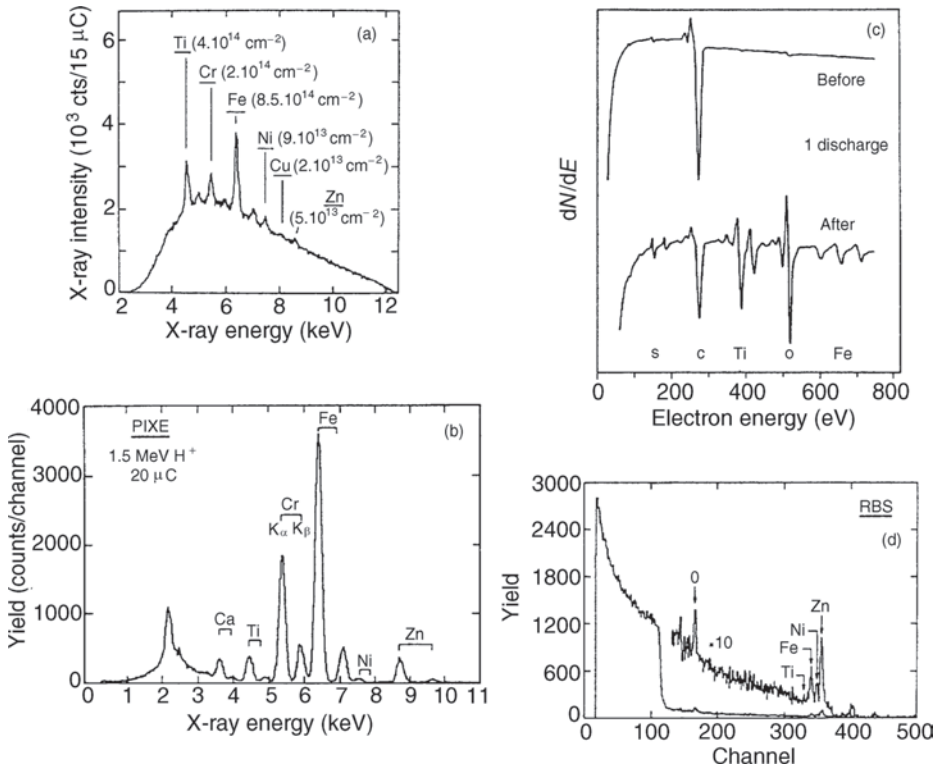 (a)
X-ray intensity (10³ cts/15 μC)
6
4
2
0
Ti (4.10¹⁴ cm⁻²)
Cr (2.10¹⁴ cm⁻²)
Fe (8.5.10¹⁴ cm⁻²)
Ni (9.10¹³ cm⁻²)
Cu (2.10¹³ cm⁻²)
Zn
(5.10¹³ cm⁻²)
2 4 6 8 10 12
X-ray energy (keV)
(c)
dN/dE
Before
1 discharge
After
s c Ti o Fe
0 200 400 600 800
Electron energy (eV)
(b)
Yield (counts/channel)
4000
3000
2000
1000
0
PIXE
1.5 MeV H⁺
20 μC
Fe
Cr
Kα Kβ
Ca
Ti
Ni
Zn
1 2 3 4 5 6 7 8 9 10 11
X-ray energy (keV)
RBS
(d)
Yield
3000
2400
1800
1200
600
0
0
Zn
Ni
Fe
Ti
▪10
0 100 200 300 400 500
Channel